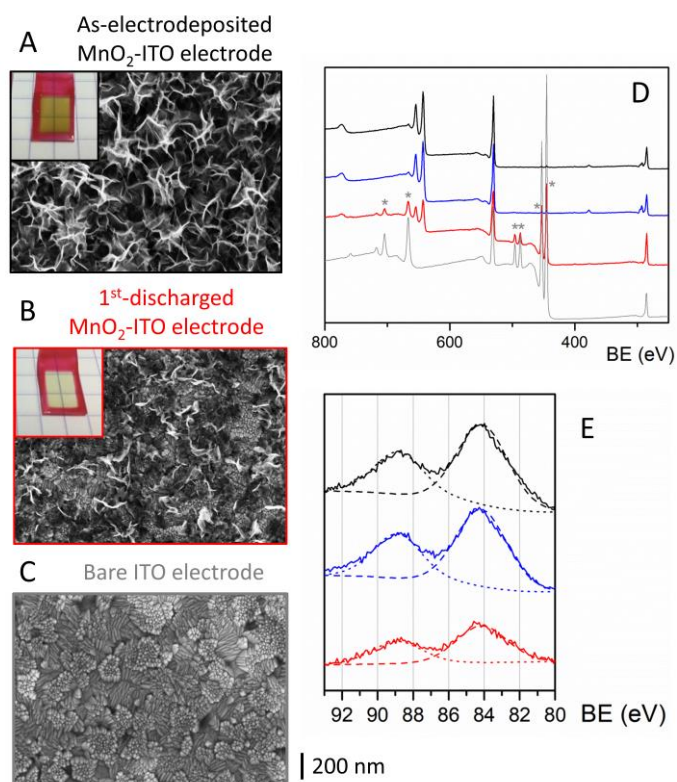 A
As-electrodeposited
MnO₂-ITO electrode
B
1ˢᵗ-discharged
MnO₂-ITO electrode
C
Bare ITO electrode
200 nm
D
*
*
*
*
**
800
600
400
BE (eV)
E
92 90 88 86 84 82 80
BE (eV)